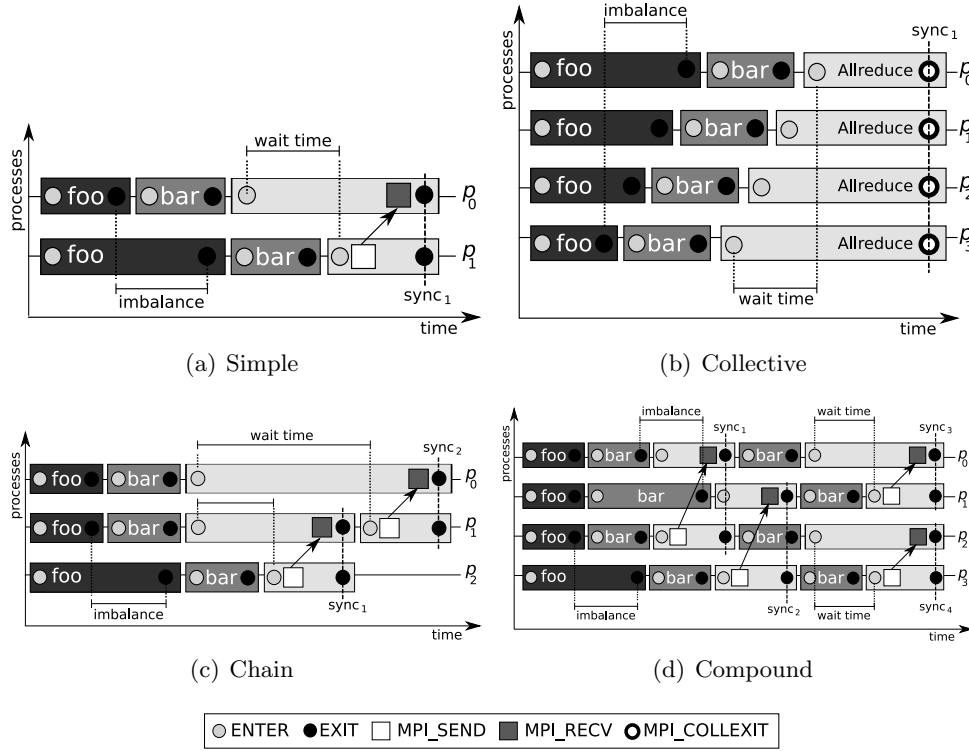 imbalance
sync1
processes
foo bar Allreduce p0
foo bar Allreduce p1
foo bar Allreduce p2
foo bar Allreduce p3
wait time
time
(b) Collective
wait time
processes
foo bar p0
foo bar p1
imbalance sync1
time
(a) Simple
wait time sync2
processes
foo bar p0
foo bar p1
foo bar p2
imbalance sync1
time
(c) Chain
imbalance sync1 wait time sync3
processes
foo bar bar p0
foo bar bar p1
foo bar bar p2
foo bar bar p3
imbalance sync2 wait time sync4
time
(d) Compound
ENTER EXIT MPI_SEND MPI_RECV MPI_COLLEXIT